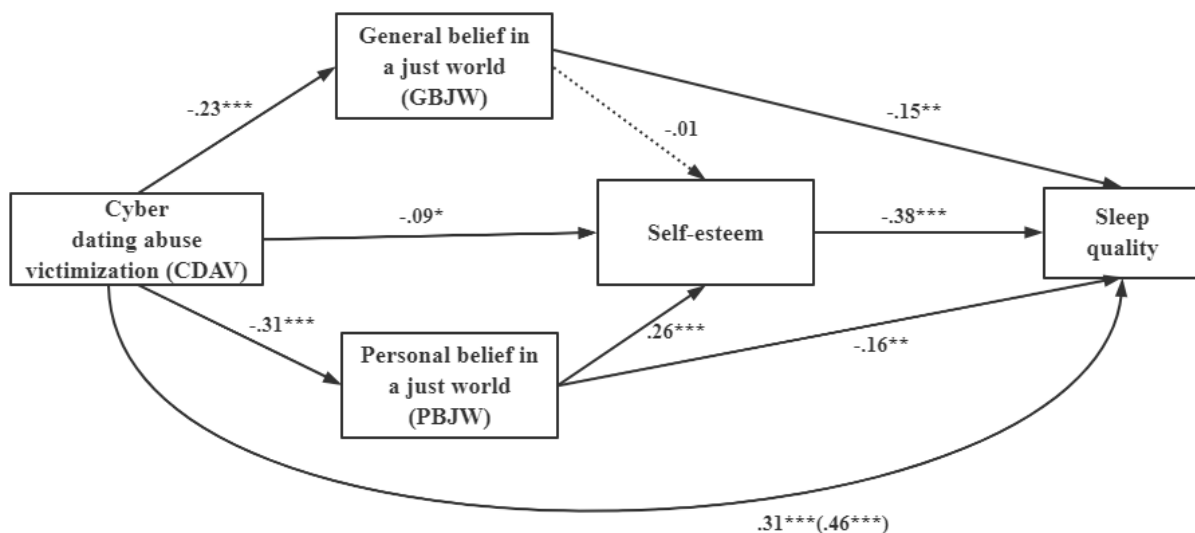 General belief in
a just world
(GBJW)
-.23***
-.15**
-.01
Cyber
dating abuse
victimization (CDAV)
-.09*
Self-esteem
-.38***
Sleep
quality
-.31***
.26***
Personal belief in
a just world
(PBJW)
-.16**
.31***(.46***)